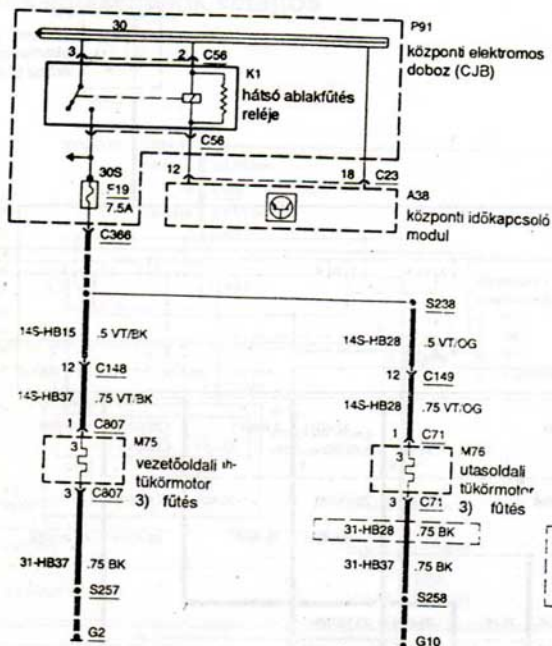 30
P91
központi elektromos
doboz (CJB)
3
2
C56
K1
hátsó ablakfűtés
reléje
C56
12
18
C23
30S
F19
7.5A
A38
központi időkapcsoló
modul
C366
S238
14S-HB15 .5 VT/BK
14S-HB28 .5 VT/OG
12 C148
12 C149
14S-HB37 .75 VT/BK
14S-HB28 .75 VT/OG
1 C807
1 C71
3
M75
vezetőoldali
tükörmotor
3) fűtés
3
M76
utasoldali
tükörmotor
3) fűtés
3 C807
3 C71
31-HB28 .75 BK
31-HB37 .75 BK
31-HB37 .75 BK
S257
S258
G2
G10